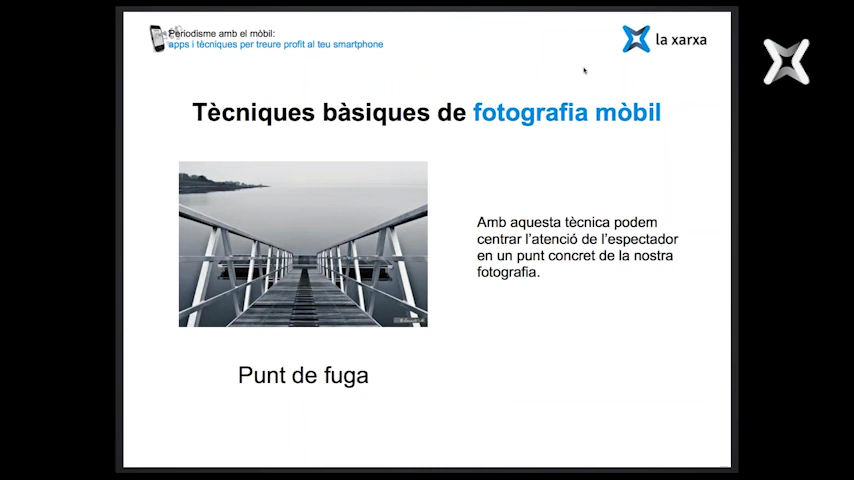 Periodisme amb el mòbil:
apps i tècniques per treure profit al teu smartphone
la xarxa
Tècniques bàsiques de fotografia mòbil
Amb aquesta tècnica podem
centrar l’atenció de l’espectador
en un punt concret de la nostra
fotografia.
Punt de fuga